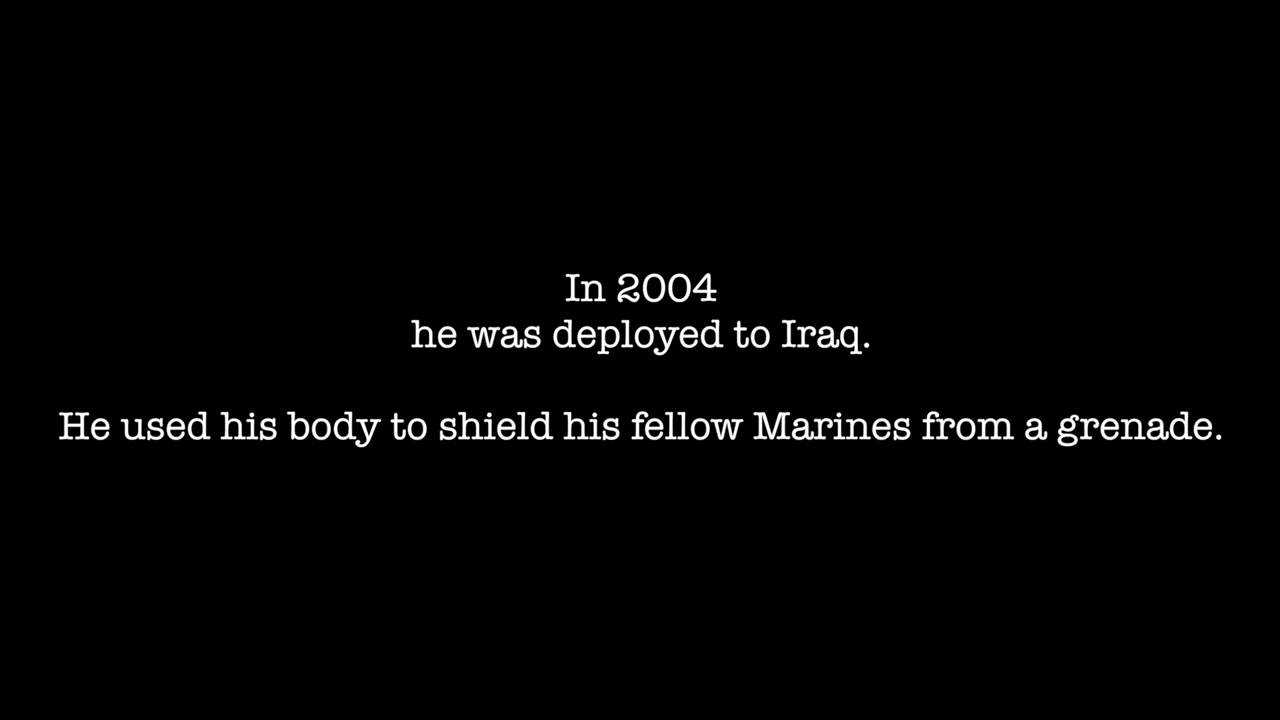 In 2004
he was deployed to Iraq.
He used his body to shield his fellow Marines from a grenade.